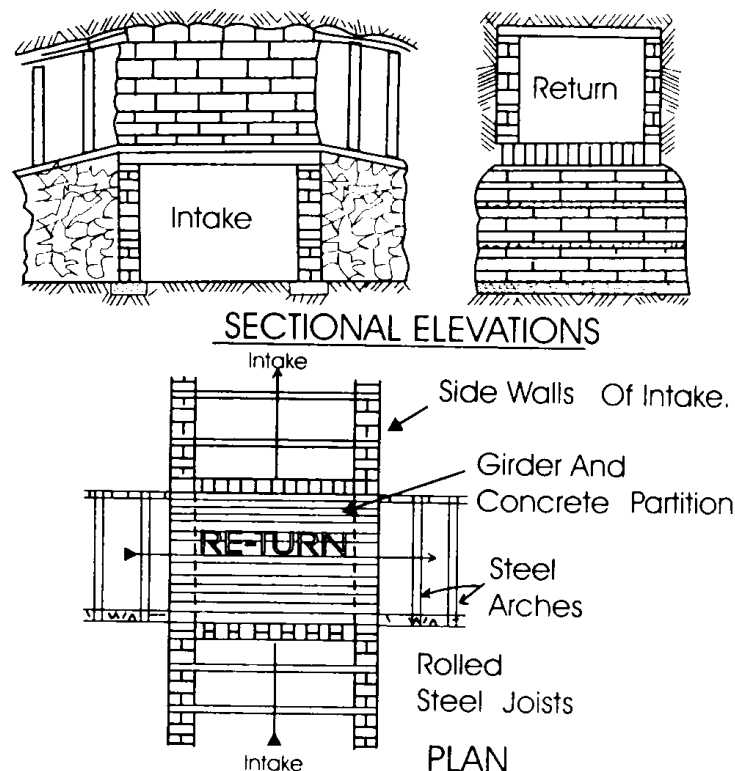 Return
Intake
SECTIONAL ELEVATIONS
Intake
Side Walls Of Intake.
Girder And
Concrete Partition
RE-TURN
Steel
Arches
Rolled
Steel Joists
Intake
PLAN